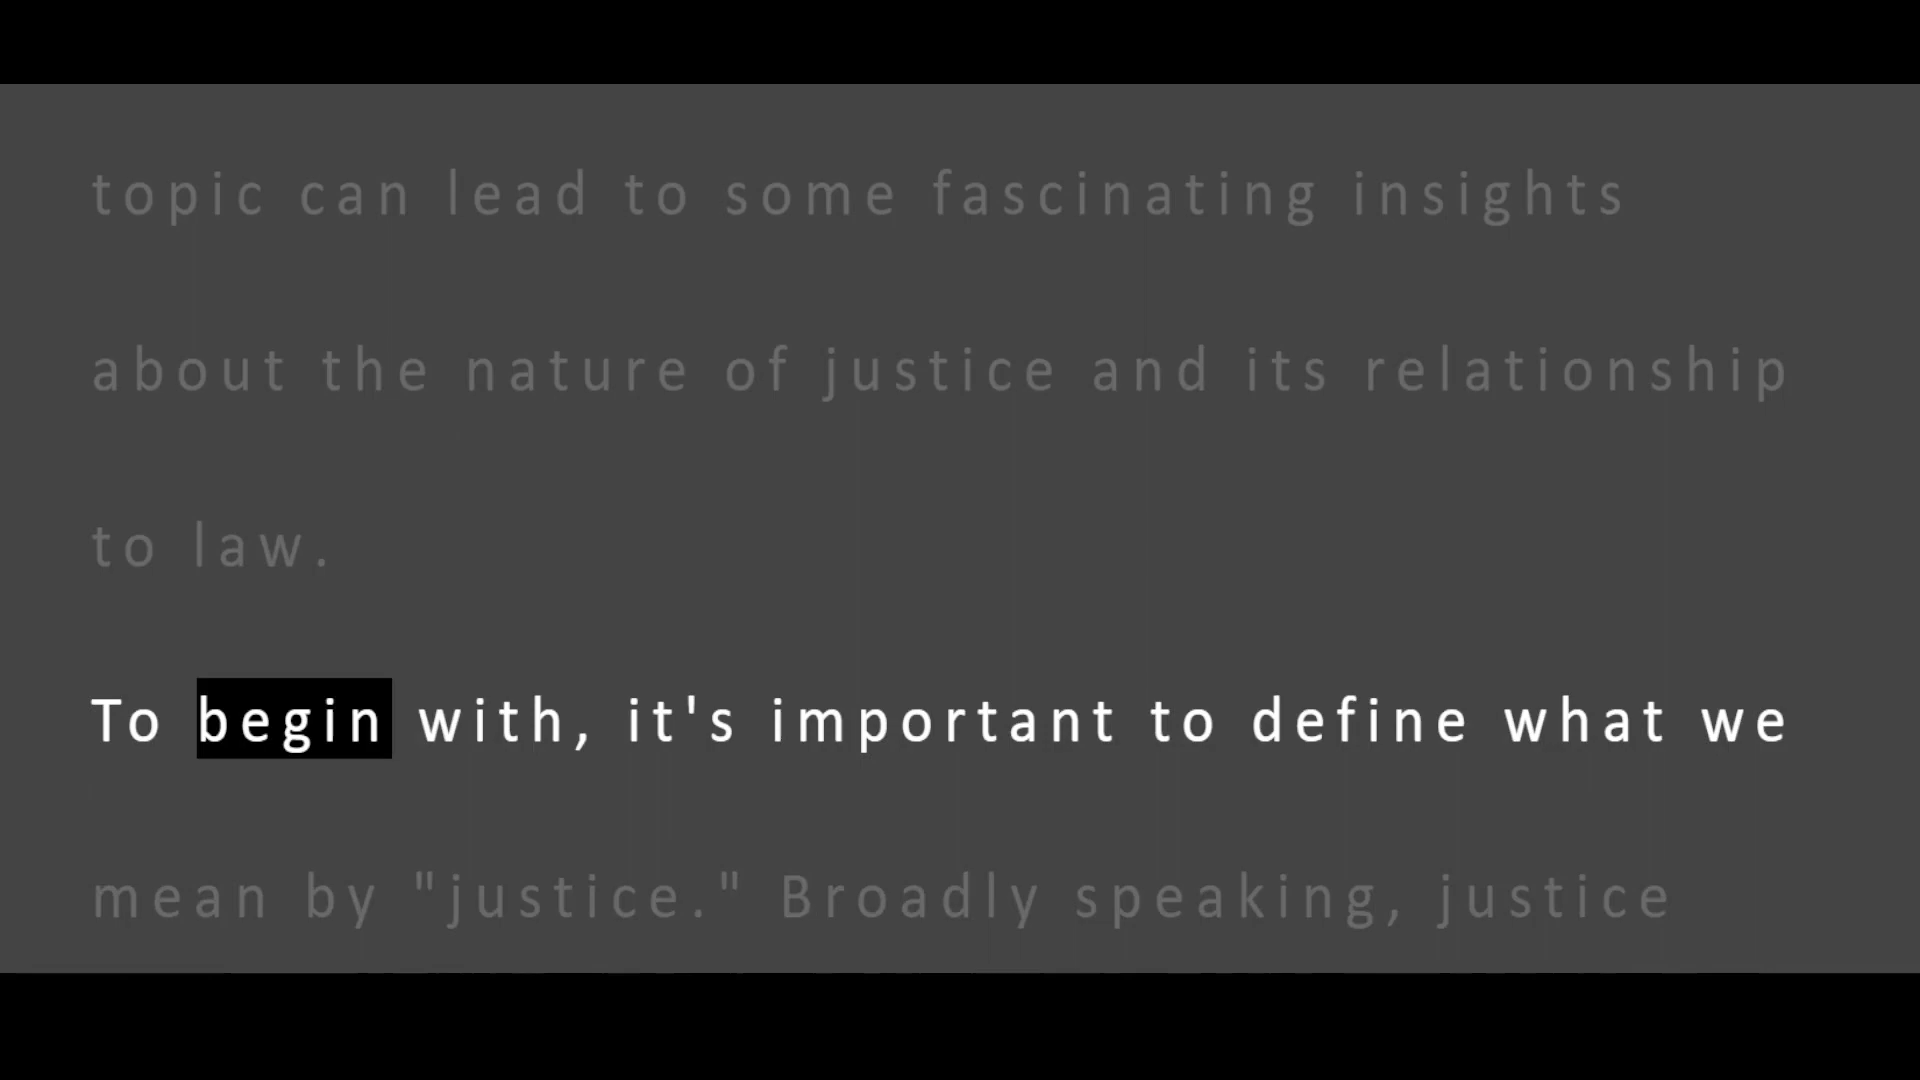 topic can lead to some fascinating insights
about the nature of justice and its relationship
to law.
To begin with, it's important to define what we
mean by "justice." Broadly speaking, justice